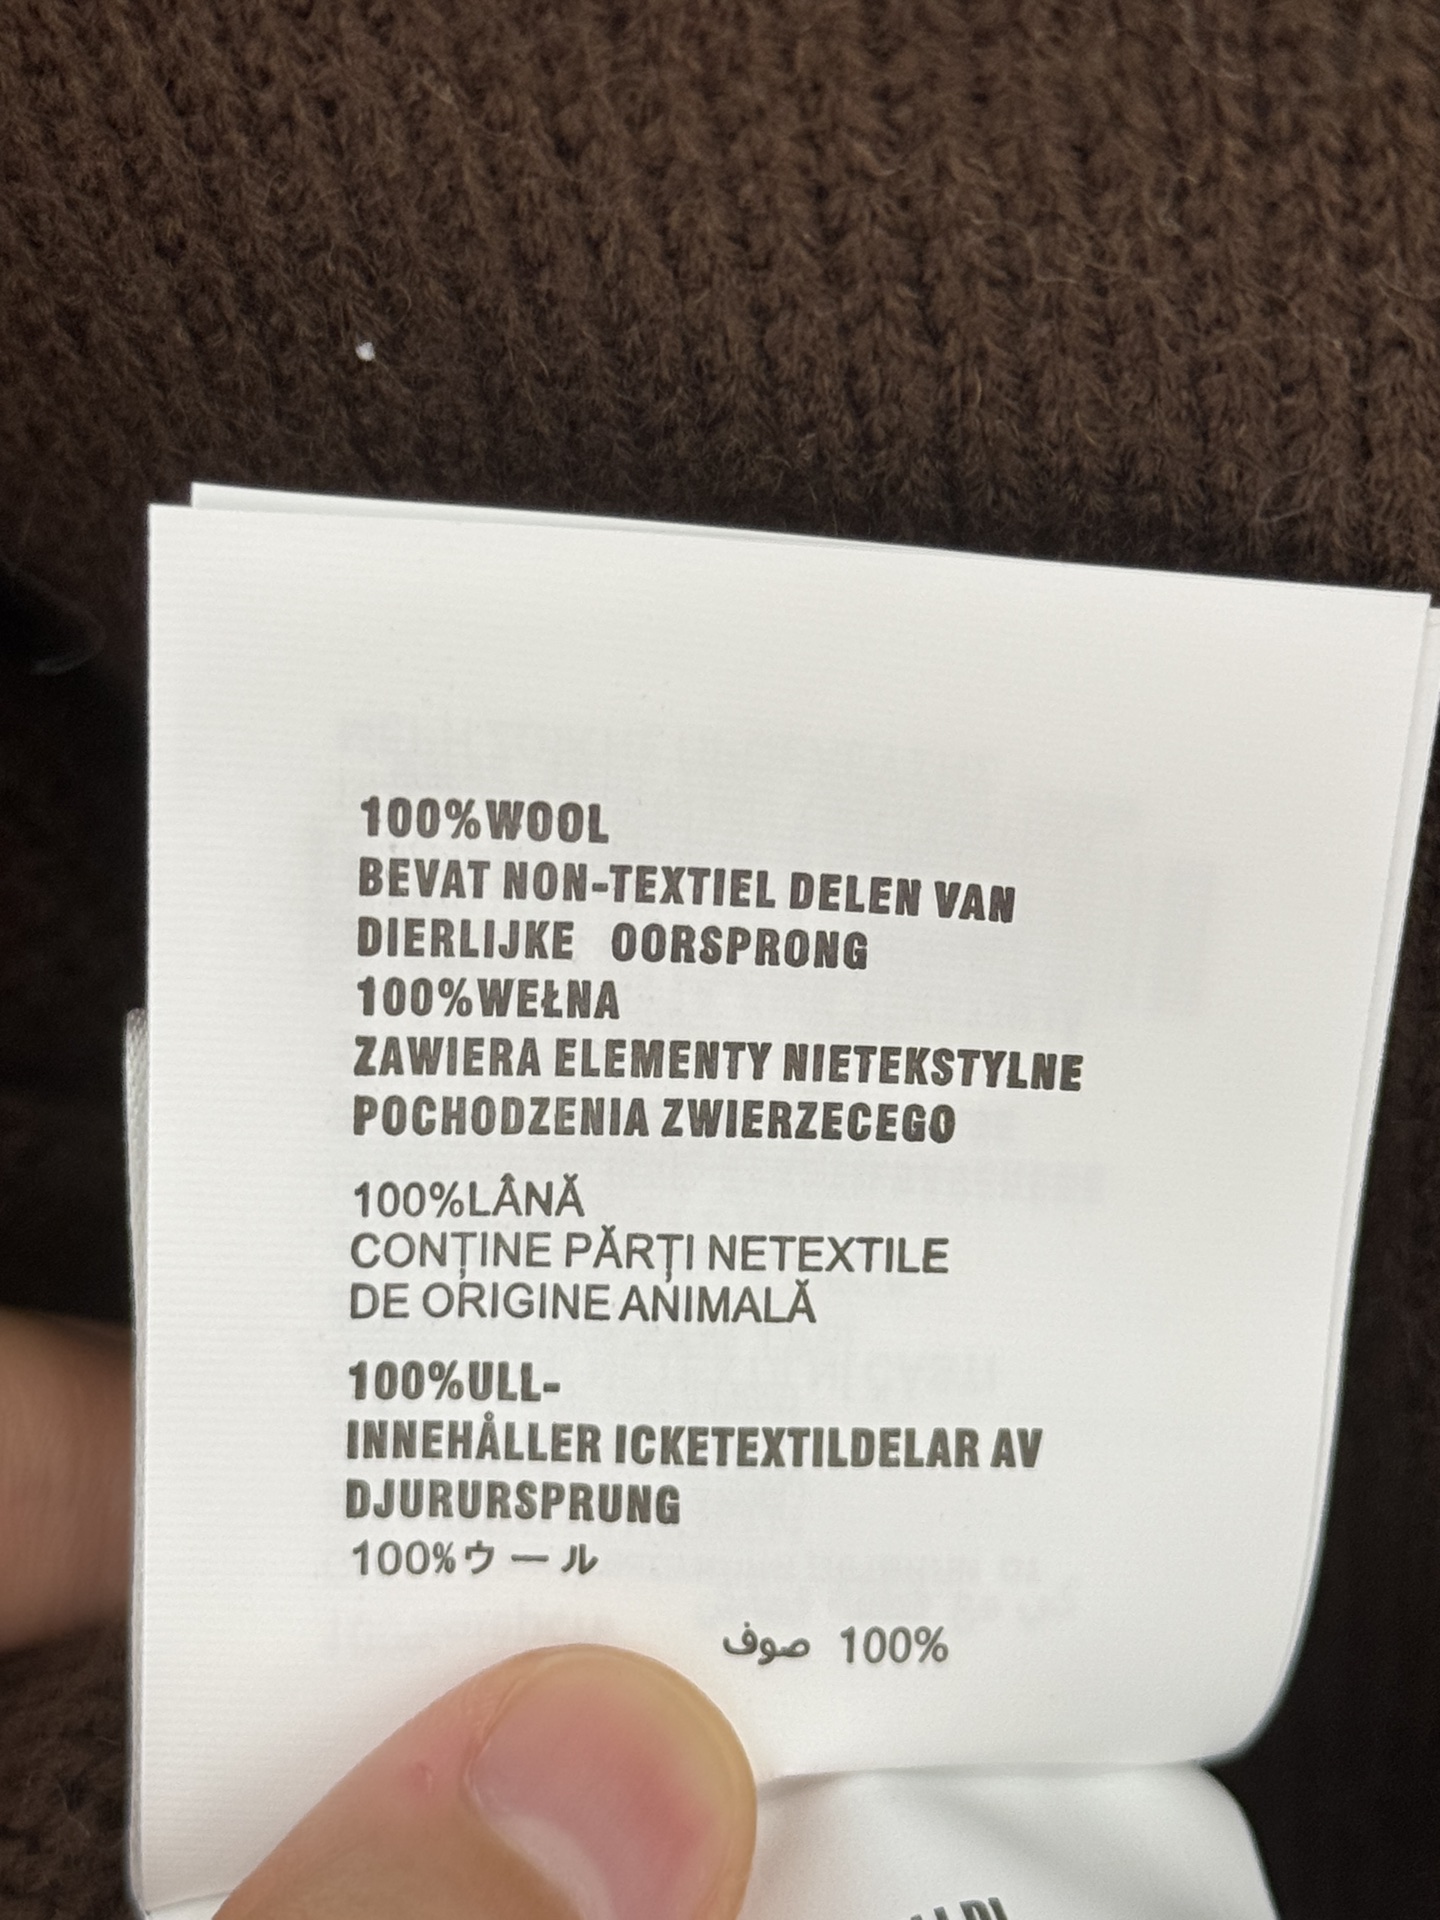 100%WOOL
BEVAT NON-TEXTIEL DELEN VAN
DIERLIJKE OORSPRONG
100%WEŁNA
ZAWIERA ELEMENTY NIETEKSTYLNE
POCHODZENIA ZWIERZECEGO
100%LÂNĂ
CONȚINE PĂRȚI NETEXTILE
DE ORIGINE ANIMALĂ
100%ULL-
INNEHÅLLER ICKETEXTILDELAR AV
DJURURSPRUNG
100%ウール
100% صوف